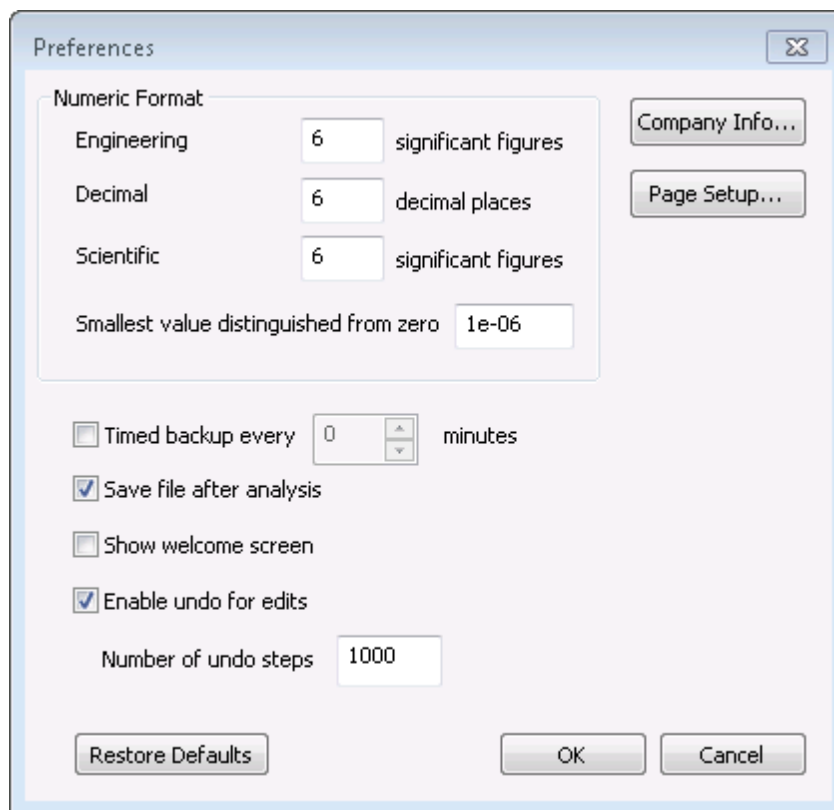 Preferences
Numeric Format
Engineering 6 significant figures
Company Info...
Decimal 6 decimal places
Page Setup...
Scientific 6 significant figures
Smallest value distinguished from zero 1e-06
Timed backup every 0 minutes
Save file after analysis
Show welcome screen
Enable undo for edits
Number of undo steps 1000
Restore Defaults OK Cancel